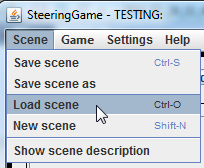 SteeringGame - TESTING:
Scene Game Settings Help
Save scene Ctrl-S
Save scene as
Load scene Ctrl-O
New scene Shift-N
Show scene description